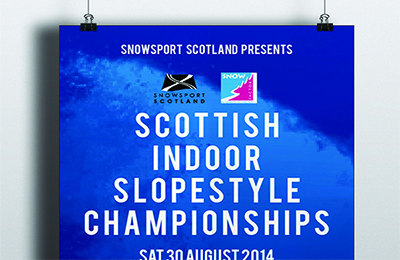 SNOWSPORT SCOTLAND PRESENTS
SNOWSPORT
SCOTLAND
SNOW
SCOTTISH
INDOOR
SLOPESTYLE
CHAMPIONSHIPS
SAT 30 AUGUST 2014